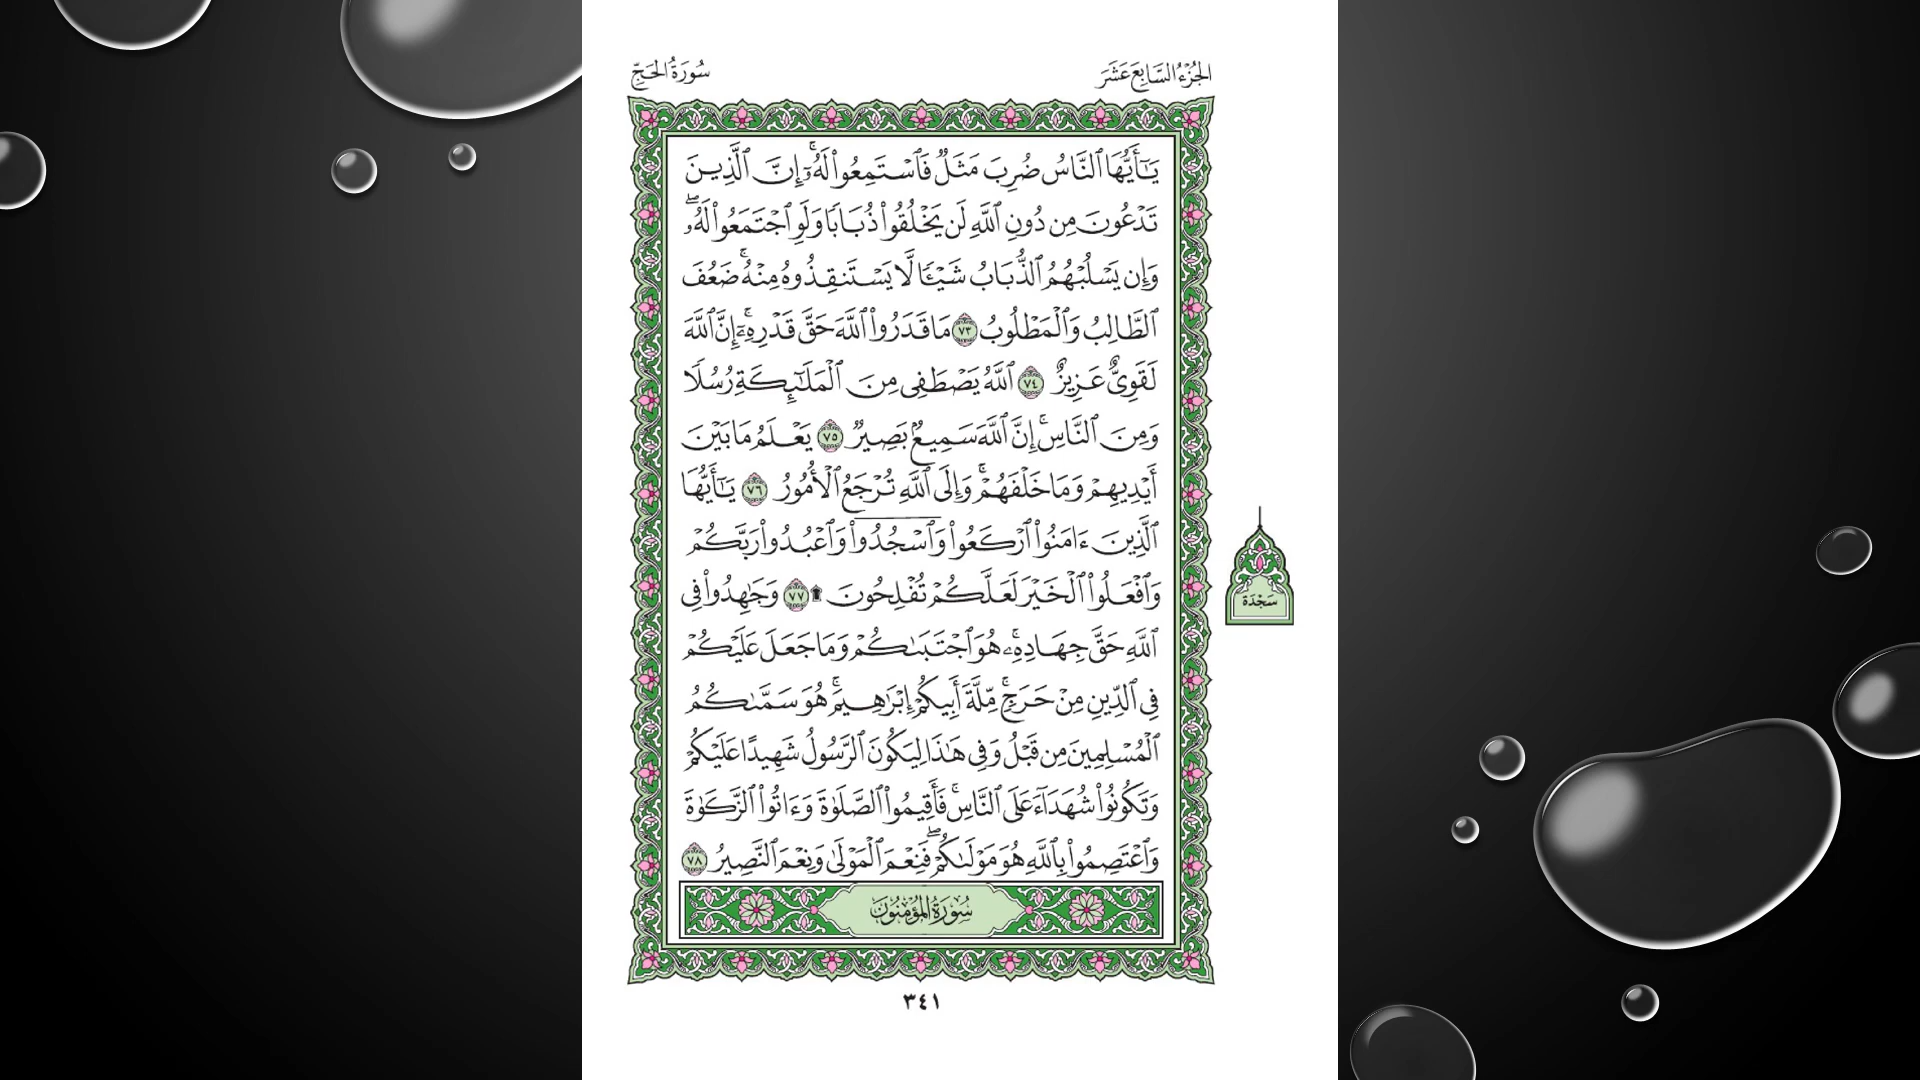 الجزء السابع عشر
سورة الحج
يَٰٓأَيُّهَا ٱلنَّاسُ ضُرِبَ مَثَلٌ فَٱسْتَمِعُوا۟ لَهُۥٓ ۚ إِنَّ ٱلَّذِينَ
تَدْعُونَ مِن دُونِ ٱللَّهِ لَن يَخْلُقُوا۟ ذُبَابًا وَلَوِ ٱجْتَمَعُوا۟ لَهُۥ ۖ
وَإِن يَسْلُبْهُمُ ٱلذُّبَابُ شَيْـًٔا لَّا يَسْتَنقِذُوهُ مِنْهُ ۚ ضَعُفَ
ٱلطَّالِبُ وَٱلْمَطْلُوبُ ٧٣ مَا قَدَرُوا۟ ٱللَّهَ حَقَّ قَدْرِهِۦٓ ۚ إِنَّ ٱللَّهَ
لَقَوِىٌّ عَزِيزٌ ٧٤ ٱللَّهُ يَصْطَفِى مِنَ ٱلْمَلَٰٓئِكَةِ رُسُلًا
وَمِنَ ٱلنَّاسِ ۚ إِنَّ ٱللَّهَ سَمِيعٌۢ بَصِيرٌ ٧٥ يَعْلَمُ مَا بَيْنَ
أَيْدِيهِمْ وَمَا خَلْفَهُمْ ۗ وَإِلَى ٱللَّهِ تُرْجَعُ ٱلْأُمُورُ ٧٦ يَٰٓأَيُّهَا
ٱلَّذِينَ ءَامَنُوا۟ ٱرْكَعُوا۟ وَٱسْجُدُوا۟ وَٱعْبُدُوا۟ رَبَّكُمْ
وَٱفْعَلُوا۟ ٱلْخَيْرَ لَعَلَّكُمْ تُفْلِحُونَ ۩ ٧٧ وَجَٰهِدُوا۟ فِى
سجدة
ٱللَّهِ حَقَّ جِهَادِهِۦ ۚ هُوَ ٱجْتَبَىٰكُمْ وَمَا جَعَلَ عَلَيْكُمْ
فِى ٱلدِّينِ مِنْ حَرَجٍ ۚ مِّلَّةَ أَبِيكُمْ إِبْرَٰهِيمَ ۚ هُوَ سَمَّىٰكُمُ
ٱلْمُسْلِمِينَ مِن قَبْلُ وَفِى هَٰذَا لِيَكُونَ ٱلرَّسُولُ شَهِيدًا عَلَيْكُمْ
وَتَكُونُوا۟ شُهَدَآءَ عَلَى ٱلنَّاسِ ۚ فَأَقِيمُوا۟ ٱلصَّلَوٰةَ وَءَاتُوا۟ ٱلزَّكَوٰةَ
وَٱعْتَصِمُوا۟ بِٱللَّهِ هُوَ مَوْلَىٰكُمْ ۖ فَنِعْمَ ٱلْمَوْلَىٰ وَنِعْمَ ٱلنَّصِيرُ ٧٨
سورة المؤمنون
٣٤١